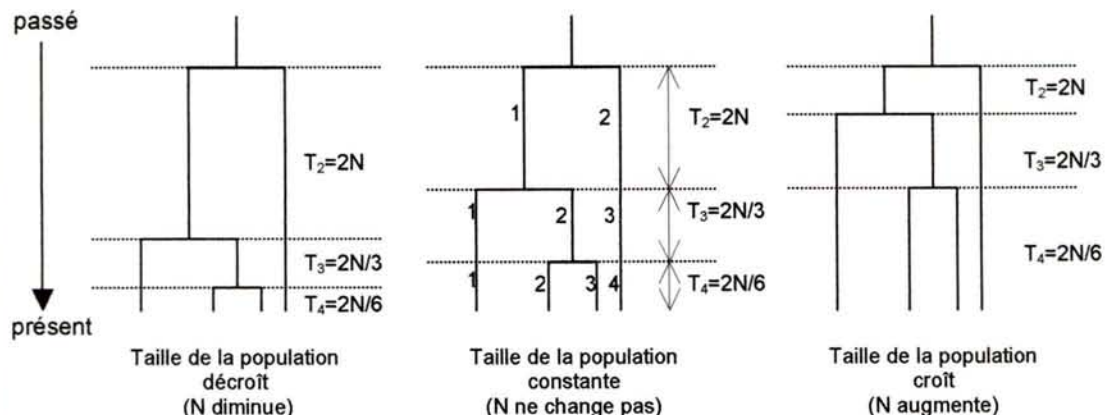 passé
présent
T₂=2N
T₃=2N/3
T₄=2N/6
Taille de la population
décroît
(N diminue)
1
2
T₂=2N
1
2
3
T₃=2N/3
1
2
3
4
T₄=2N/6
Taille de la population
constante
(N ne change pas)
T₂=2N
T₃=2N/3
T₄=2N/6
Taille de la population
croît
(N augmente)